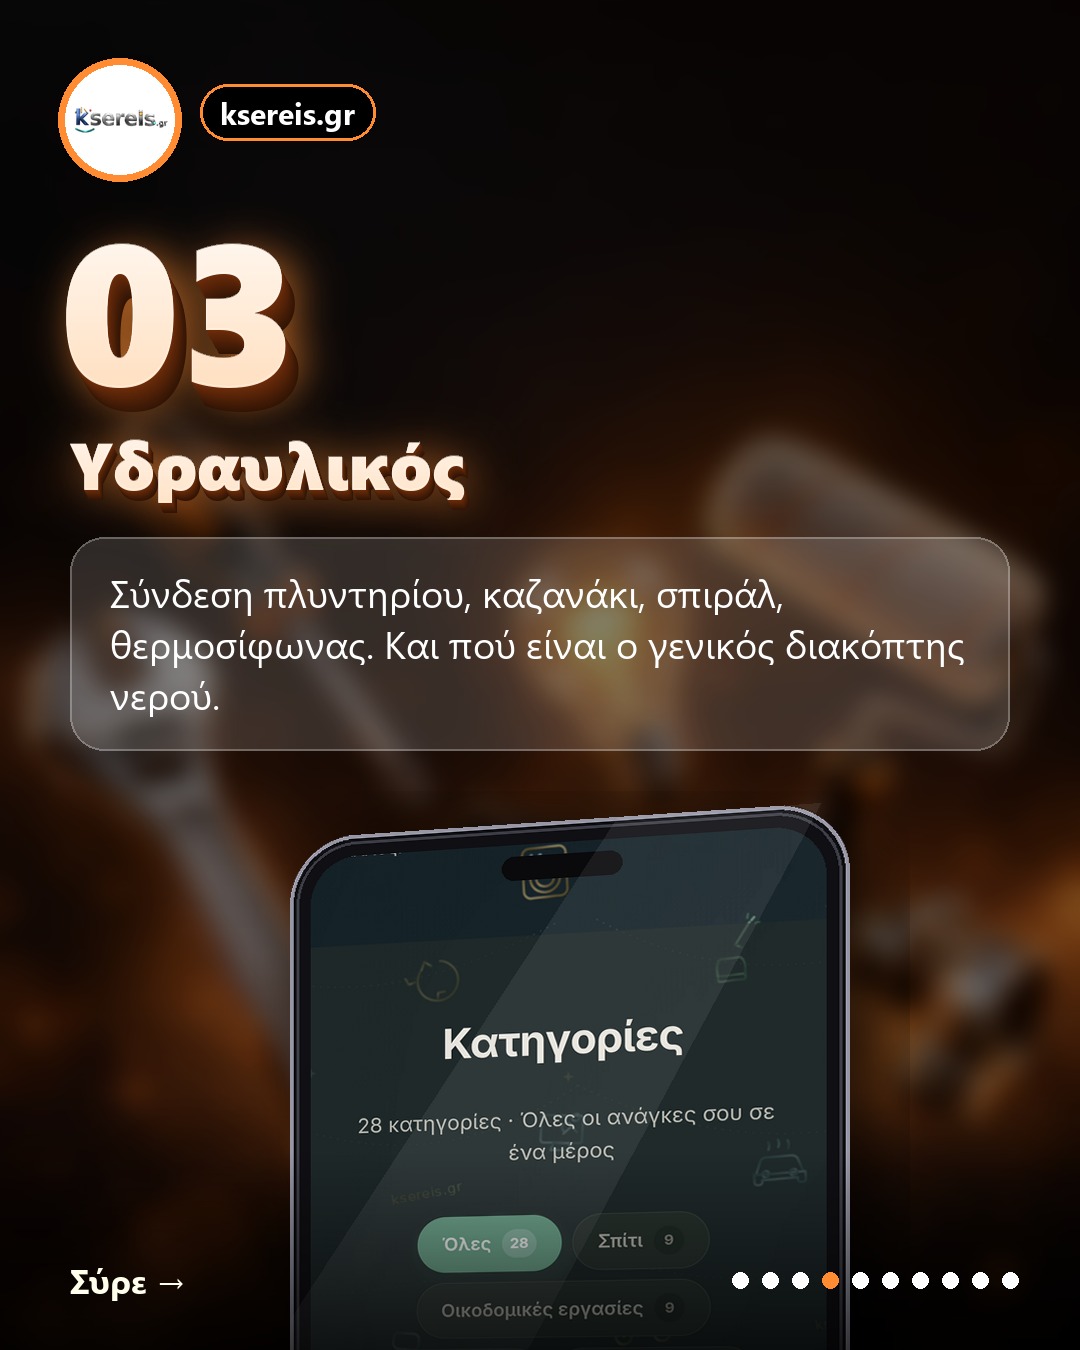 ksereis.gr
ksereis.gr
03
Υδραυλικός
Σύνδεση πλυντηρίου, καζανάκι, σπιράλ,
θερμοσίφωνας. Και πού είναι ο γενικός διακόπτης
νερού.
Κατηγορίες
28 κατηγορίες · Όλες οι ανάγκες σου σε
ένα μέρος
ksereis.gr
Όλες 28
Σπίτι 9
Οικοδομικές εργασίες 9
Σύρε →